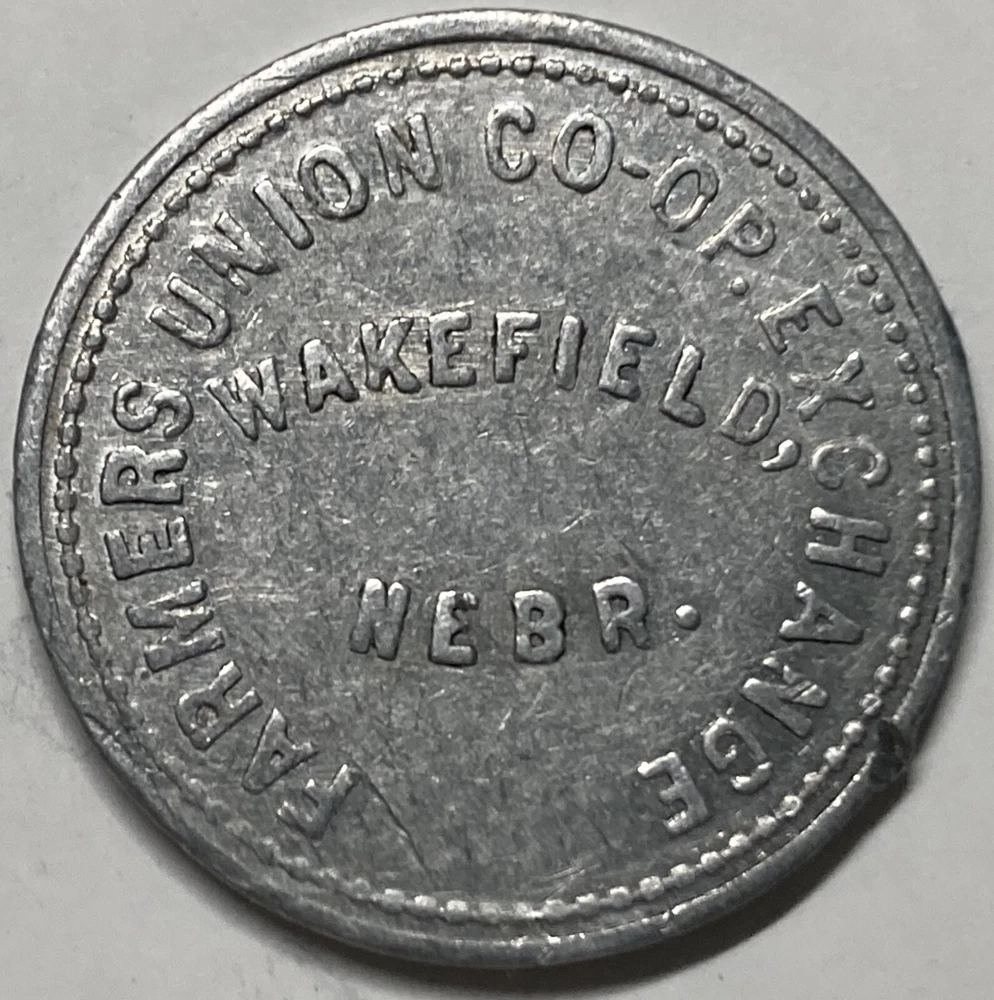 FARMERS UNION CO-OP. EXCHANGE
WAKEFIELD,
NEBR.